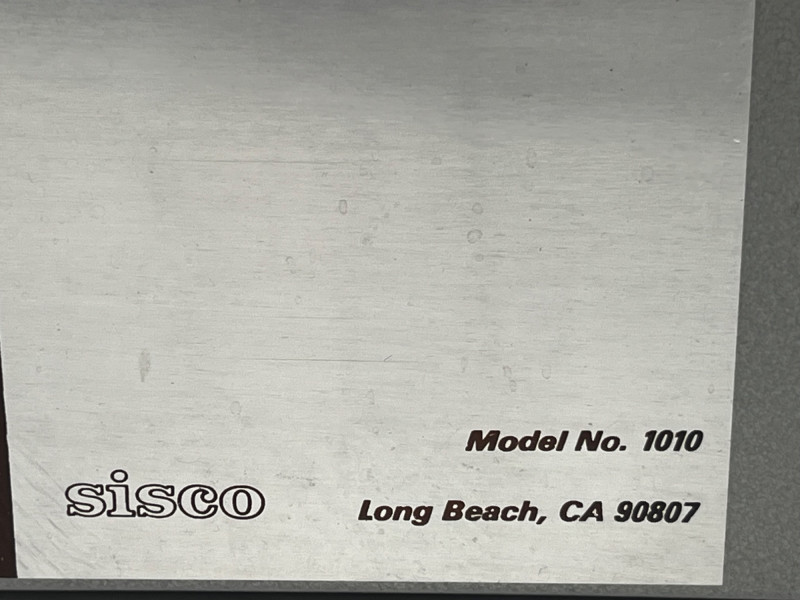 Model No. 1010
sisco
Long Beach, CA 90807